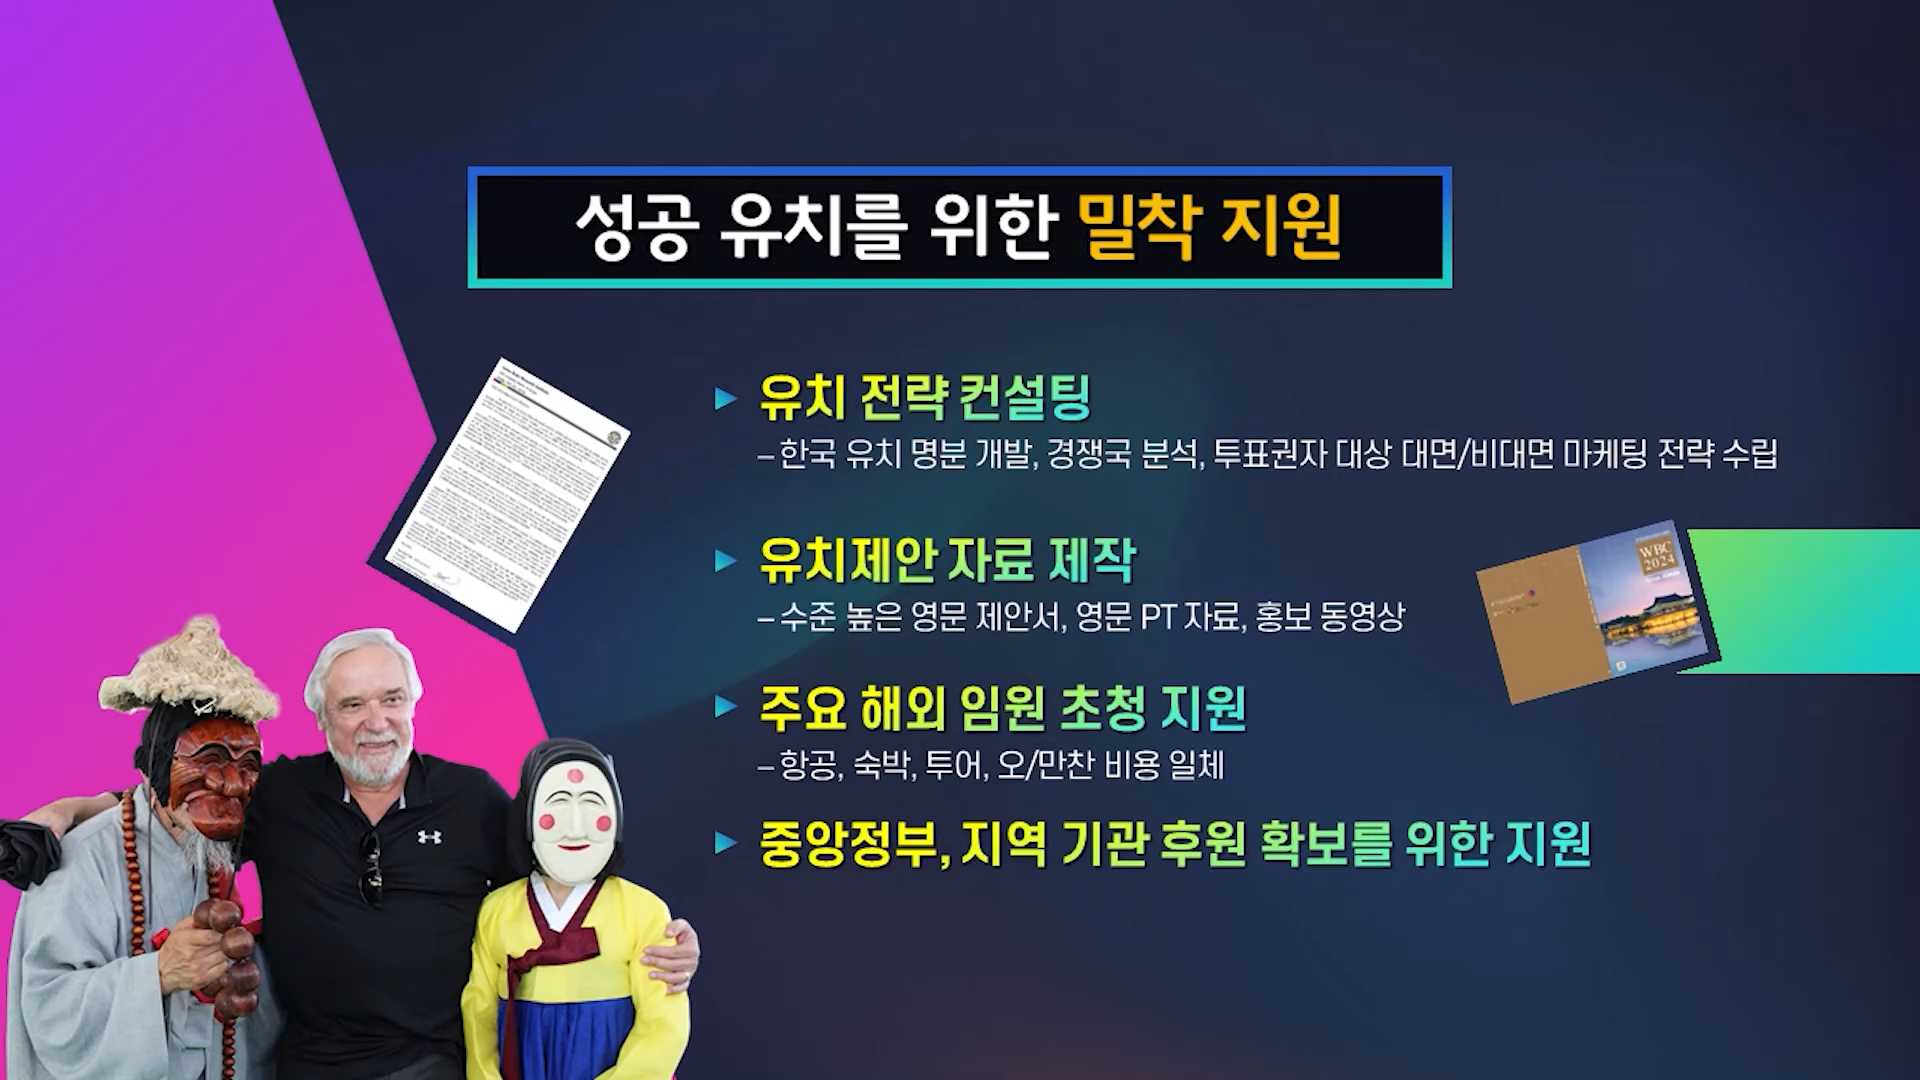 성공 유치를 위한 밀착 지원
유치 전략 컨설팅
– 한국 유치 명분 개발, 경쟁국 분석, 투표권자 대상 대면/비대면 마케팅 전략 수립
유치제안 자료 제작
– 수준 높은 영문 제안서, 영문 PT 자료, 홍보 동영상
WBC
2024
주요 해외 임원 초청 지원
– 항공, 숙박, 투어, 오/만찬 비용 일체
중앙정부, 지역 기관 후원 확보를 위한 지원